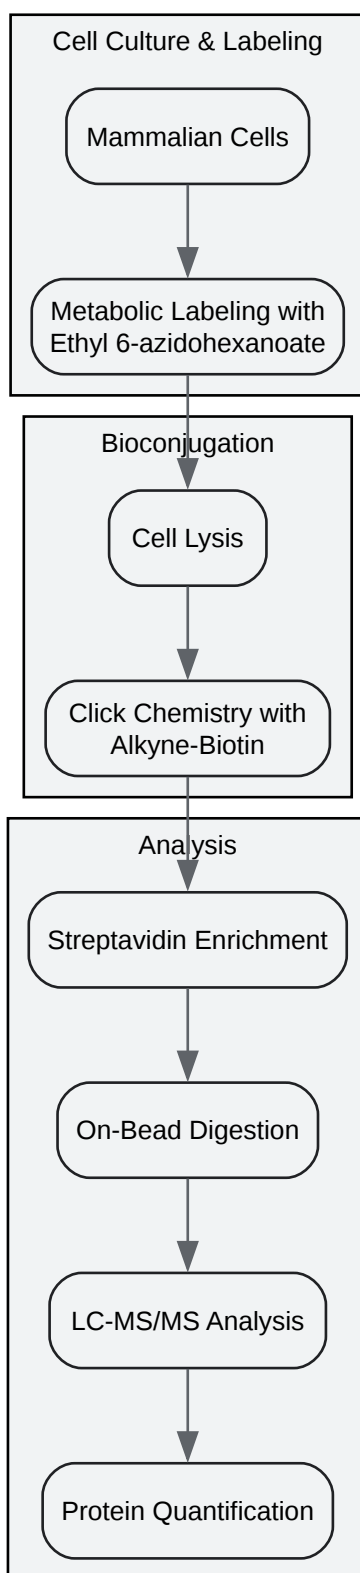 Cell Culture & Labeling
Mammalian Cells
Metabolic Labeling with
Ethyl 6-azidohexanoate
Bioconjugation
Cell Lysis
Click Chemistry with
Alkyne-Biotin
Analysis
Streptavidin Enrichment
On-Bead Digestion
LC-MS/MS Analysis
Protein Quantification